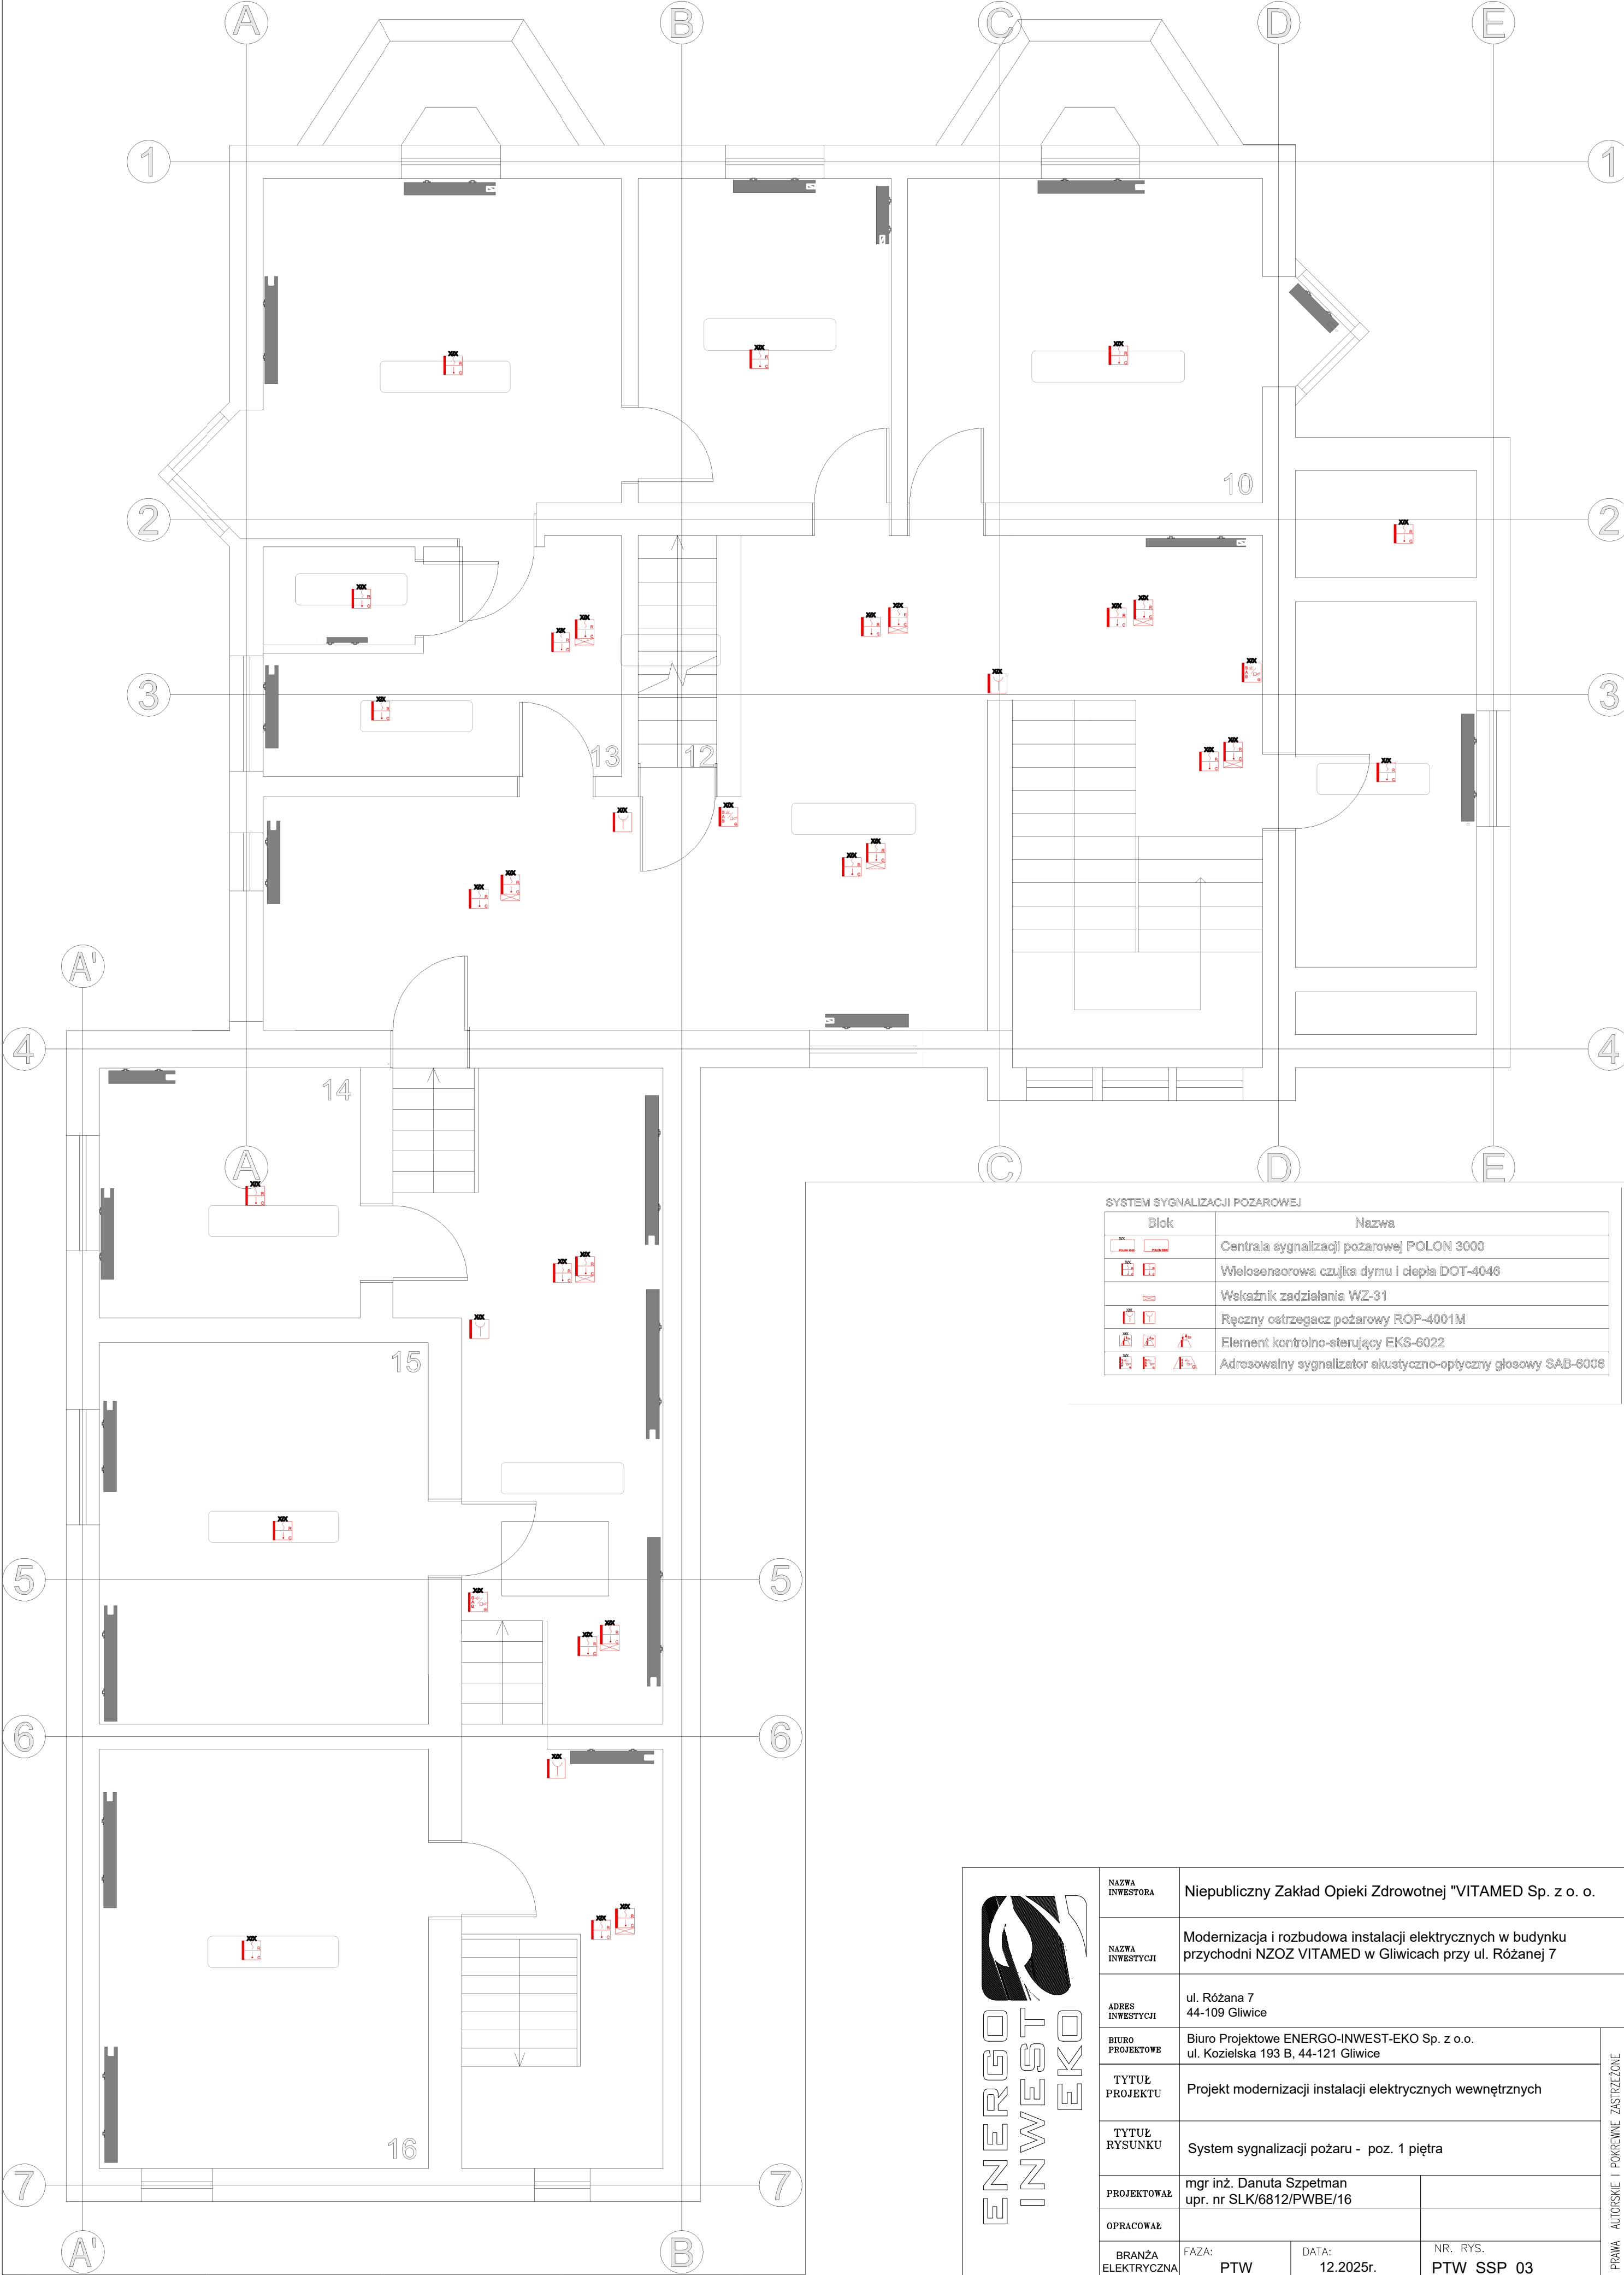 A
B
C
D
E
1
1
10
2
2
3
3
13
12
A'
4
4
14
A
C
D
E
SYSTEM SYGNALIZACJI POZAROWEJ
Blok
Nazwa
Centrala sygnalizacji pożarowej POLON 3000
Wielosensorowa czujka dymu i ciepła DOT-4046
Wskaźnik zadziałania WZ-31
Ręczny ostrzegacz pożarowy ROP-4001M
Element kontrolno-sterujący EKS-6022
Adresowalny sygnalizator akustyczno-optyczny głosowy SAB-6006
15
5
5
6
6
16
7
7
A'
B
ENERGO
INWEST
EKO
NAZWA
INWESTORA
Niepubliczny Zakład Opieki Zdrowotnej "VITAMED Sp. z o. o.
NAZWA
INWESTYCJI
Modernizacja i rozbudowa instalacji elektrycznych w budynku
przychodni NZOZ VITAMED w Gliwicach przy ul. Różanej 7
ADRES
INWESTYCJI
ul. Różana 7
44-109 Gliwice
BIURO
PROJEKTOWE
Biuro Projektowe ENERGO-INWEST-EKO Sp. z o.o.
ul. Kozielska 193 B, 44-121 Gliwice
TYTUŁ
PROJEKTU
Projekt modernizacji instalacji elektrycznych wewnętrznych
TYTUŁ
RYSUNKU
System sygnalizacji pożaru - poz. 1 piętra
PROJEKTOWAŁ
mgr inż. Danuta Szpetman
upr. nr SLK/6812/PWBE/16
OPRACOWAŁ
BRANŻA
ELEKTRYCZNA
FAZA:
PTW
DATA:
12.2025r.
NR. RYS.
PTW_SSP_03
PRAWA AUTORSKIE I POKREWNE ZASTRZEŻONE